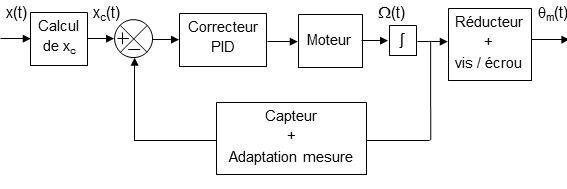 x(t)
Calcul
de x_c
x_c(t)
+
−
Correcteur
PID
Moteur
Ω(t)
∫
Réducteur
+
vis / écrou
θ_m(t)
Capteur
+
Adaptation mesure